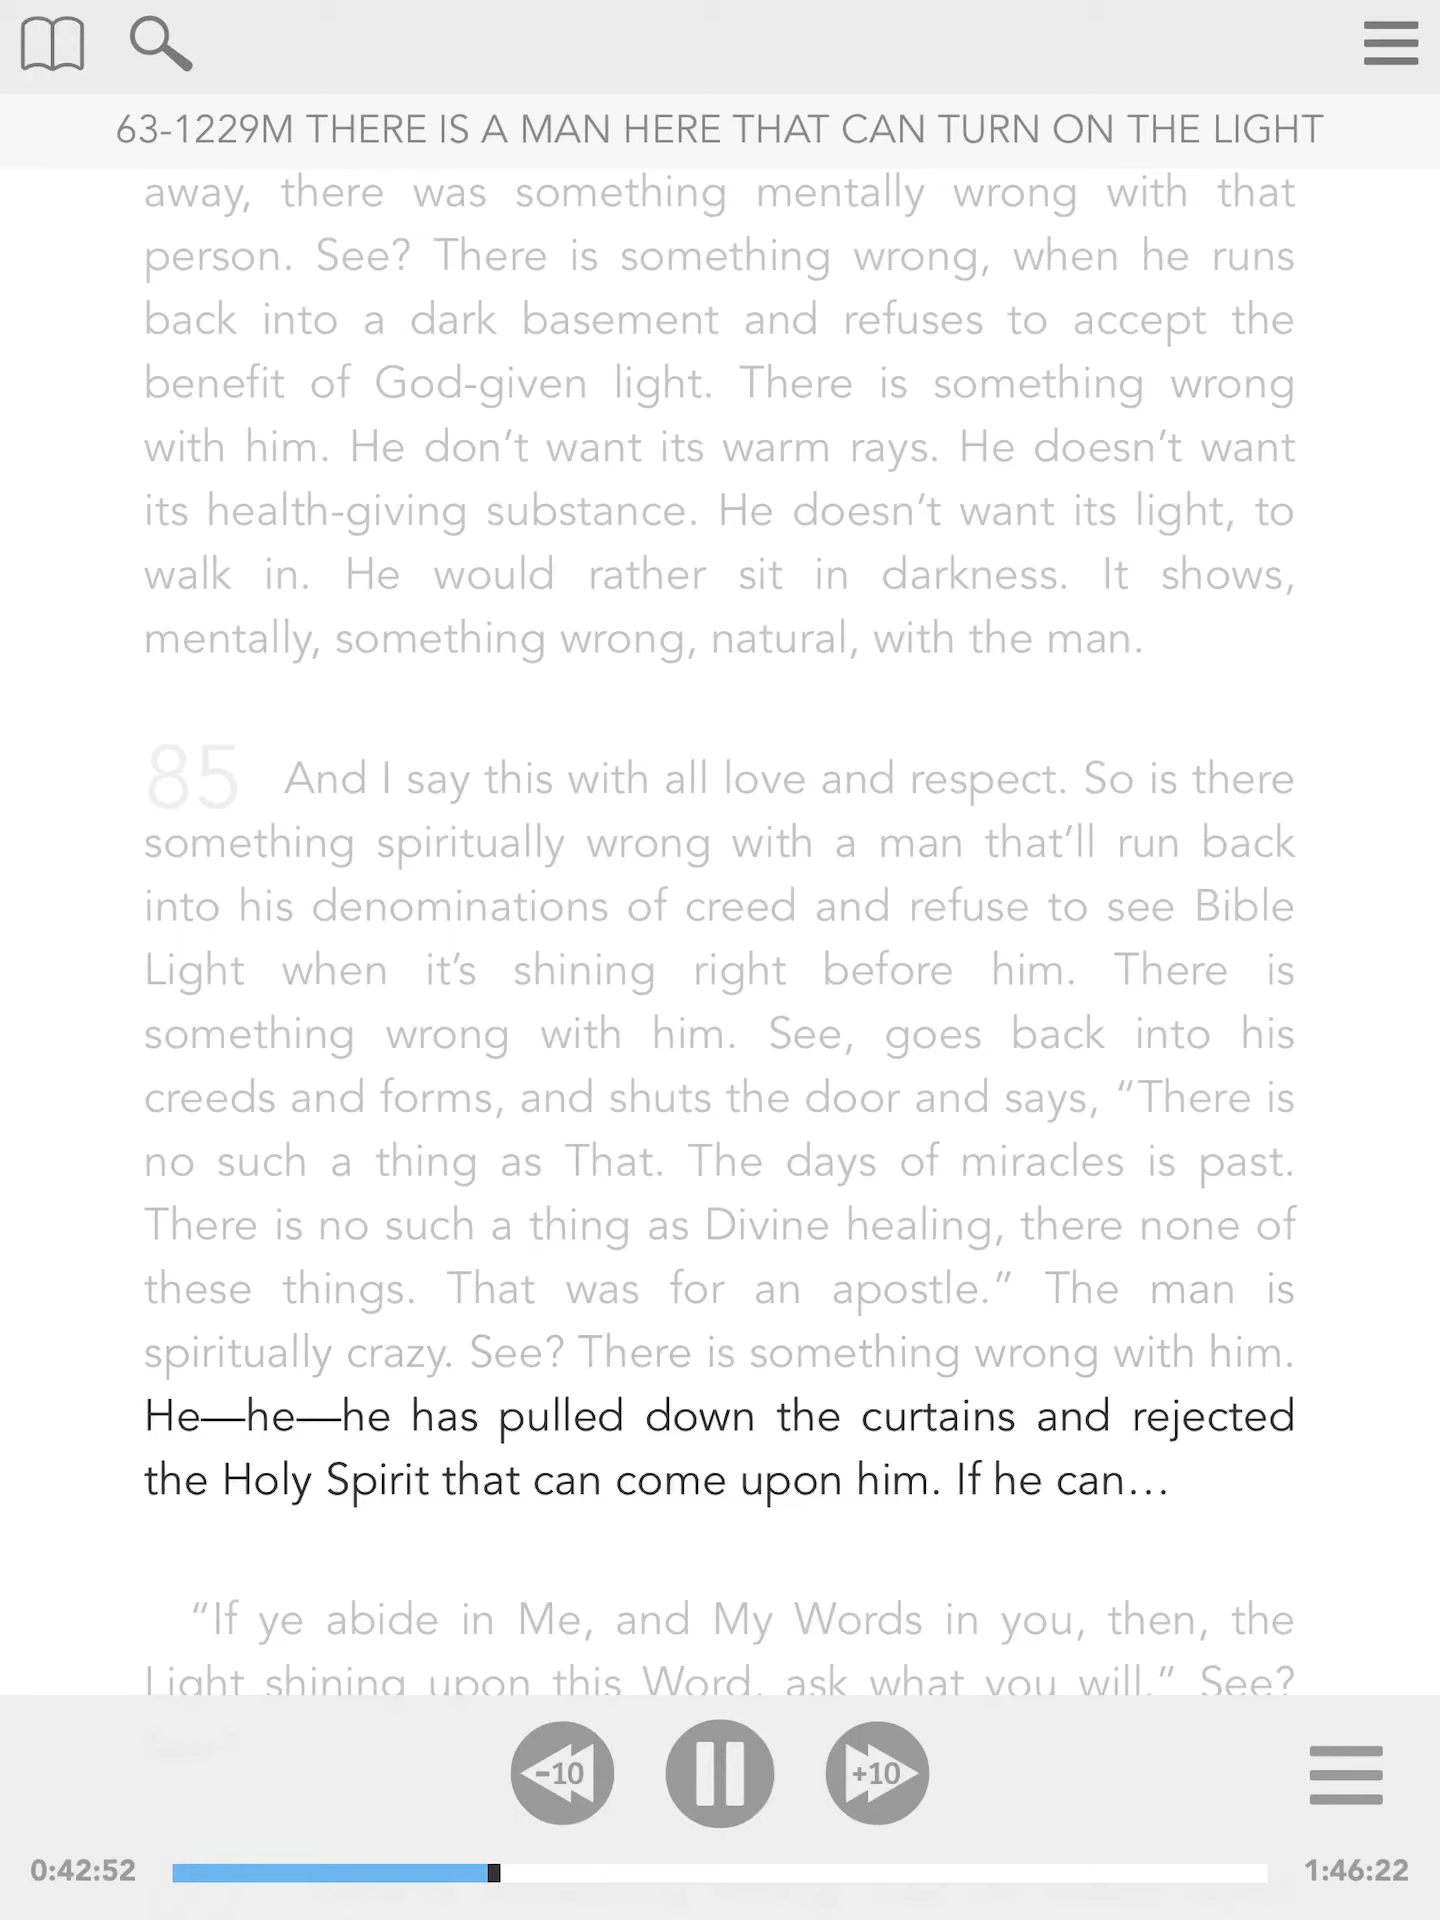 63-1229M THERE IS A MAN HERE THAT CAN TURN ON THE LIGHT
away, there was something mentally wrong with that
person. See? There is something wrong, when he runs
back into a dark basement and refuses to accept the
benefit of God-given light. There is something wrong
with him. He don’t want its warm rays. He doesn’t want
its health-giving substance. He doesn’t want its light, to
walk in. He would rather sit in darkness. It shows,
mentally, something wrong, natural, with the man.
85 And I say this with all love and respect. So is there
something spiritually wrong with a man that’ll run back
into his denominations of creed and refuse to see Bible
Light when it’s shining right before him. There is
something wrong with him. See, goes back into his
creeds and forms, and shuts the door and says, “There is
no such a thing as That. The days of miracles is past.
There is no such a thing as Divine healing, there none of
these things. That was for an apostle.” The man is
spiritually crazy. See? There is something wrong with him.
He—he—he has pulled down the curtains and rejected
the Holy Spirit that can come upon him. If he can…
“If ye abide in Me, and My Words in you, then, the
Light shining upon this Word, ask what you will.” See?
-10 +10
0:42:52 1:46:22